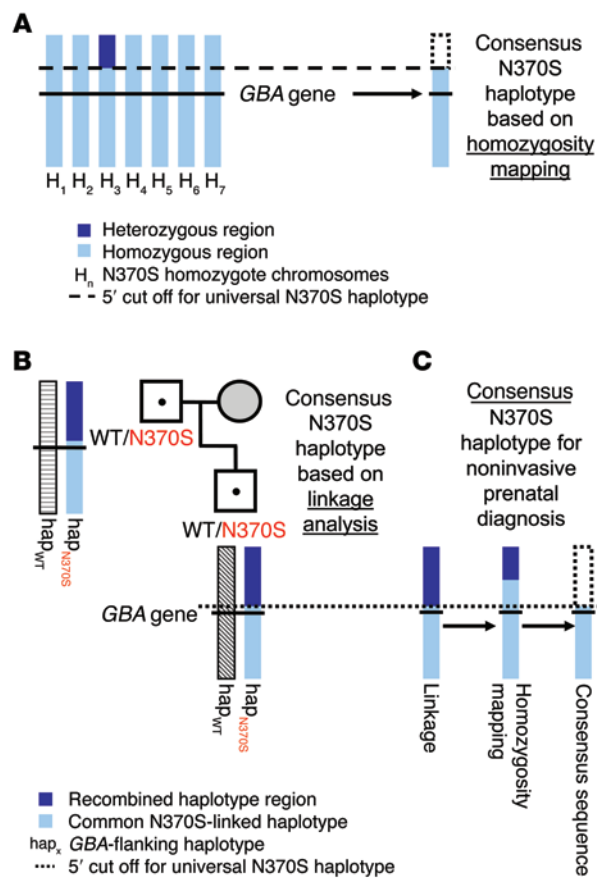 A
Consensus
N370S
haplotype
based on
homozygosity
mapping
GBA gene
H1 H2 H3 H4 H5 H6 H7
Heterozygous region
Homozygous region
Hn N370S homozygote chromosomes
5′ cut off for universal N370S haplotype
B
WT/N370S
hapWT
hapN370S
Consensus
N370S
haplotype
based on
linkage
analysis
WT/N370S
GBA gene
hapWT
hapN370S
C
Consensus
N370S
haplotype for
noninvasive
prenatal
diagnosis
Linkage
Homozygosity
mapping
Consensus sequence
Recombined haplotype region
Common N370S-linked haplotype
hapx GBA-flanking haplotype
5′ cut off for universal N370S haplotype